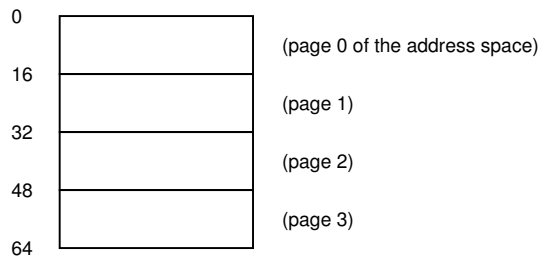 0
(page 0 of the address space)
16
(page 1)
32
(page 2)
48
(page 3)
64